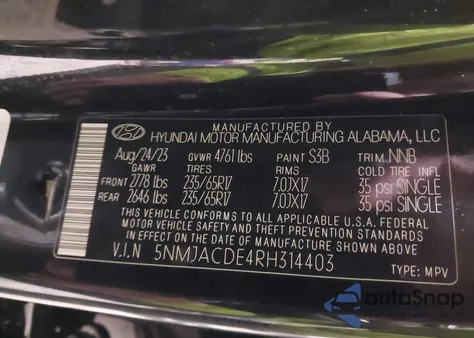 MANUFACTURED BY
HYUNDAI MOTOR MANUFACTURING ALABAMA, LLC
Aug/24/23 GVWR 4761 lbs PAINT S3B TRIM NNB
GAWR TIRES RIMS COLD TIRE INFL
FRONT 2778 lbs 235/65R17 7.0JX17 35 psi SINGLE
REAR 2646 lbs 235/65R17 7.0JX17 35 psi SINGLE
THIS VEHICLE CONFORMS TO ALL APPLICABLE U.S.A. FEDERAL
MOTOR VEHICLE SAFETY AND THEFT PREVENTION STANDARDS
IN EFFECT ON THE DATE OF MANUFACTURE SHOWN ABOVE.
V.I.N 5NMJACDE4RH314403
TYPE: MPV
autoSnap